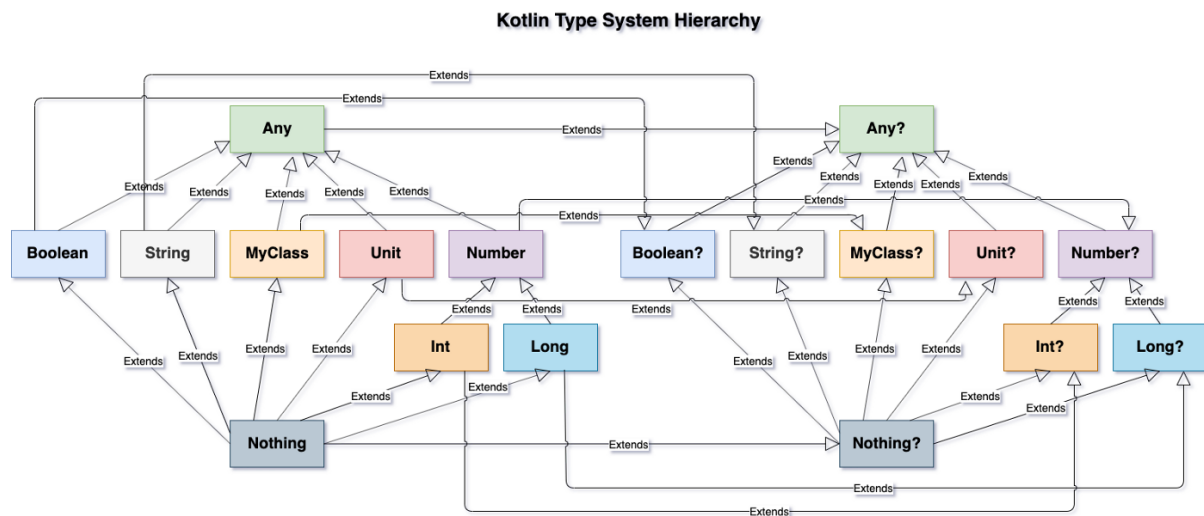 Kotlin Type System Hierarchy
Extends
Extends
Any
Extends
Any?
Extends
Extends
Extends
Extends
Extends
Extends
Extends
Extends
Extends
Extends
Extends
Boolean
String
MyClass
Unit
Number
Boolean?
String?
MyClass?
Unit?
Number?
Extends
Extends
Extends
Extends
Extends
Int
Long
Int?
Long?
Extends
Extends
Extends
Extends
Extends
Extends
Extends
Extends
Extends
Extends
Extends
Extends
Nothing
Extends
Nothing?
Extends
Extends